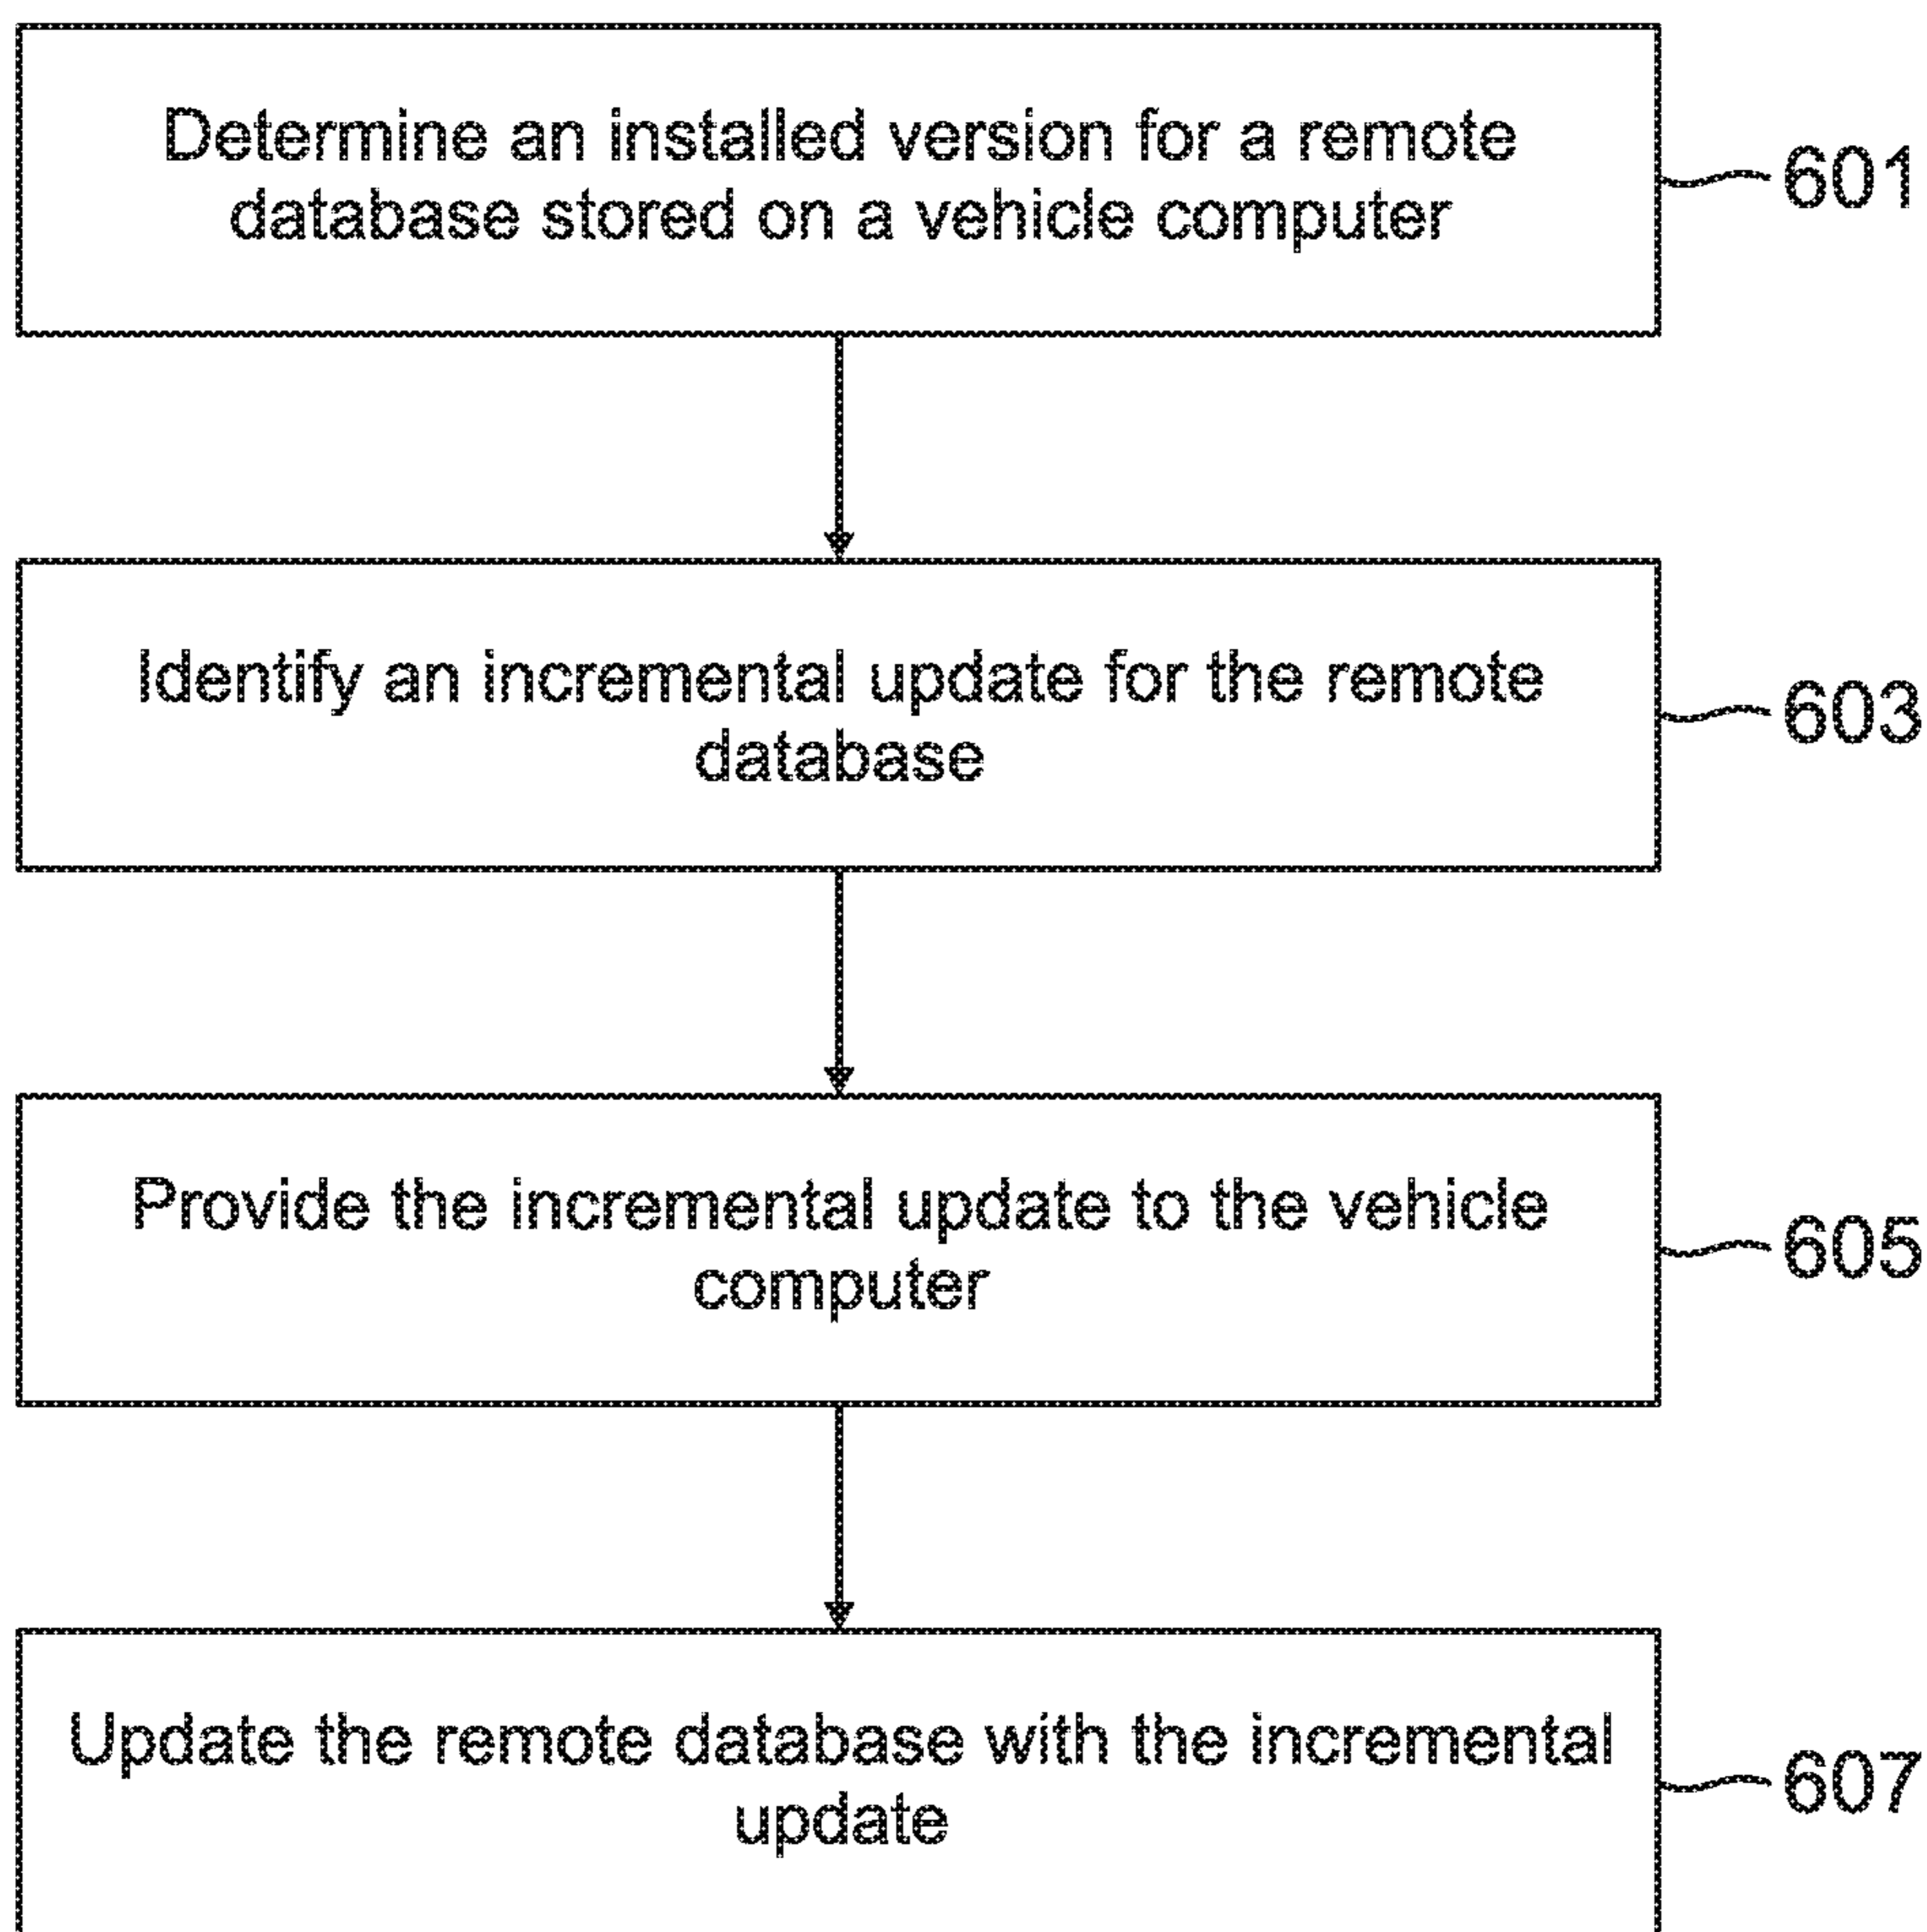 Determine an installed version for a remote
database stored on a vehicle computer
601
Identify an incremental update for the remote
database
603
Provide the incremental update to the vehicle
computer
605
Update the remote database with the incremental
update
607